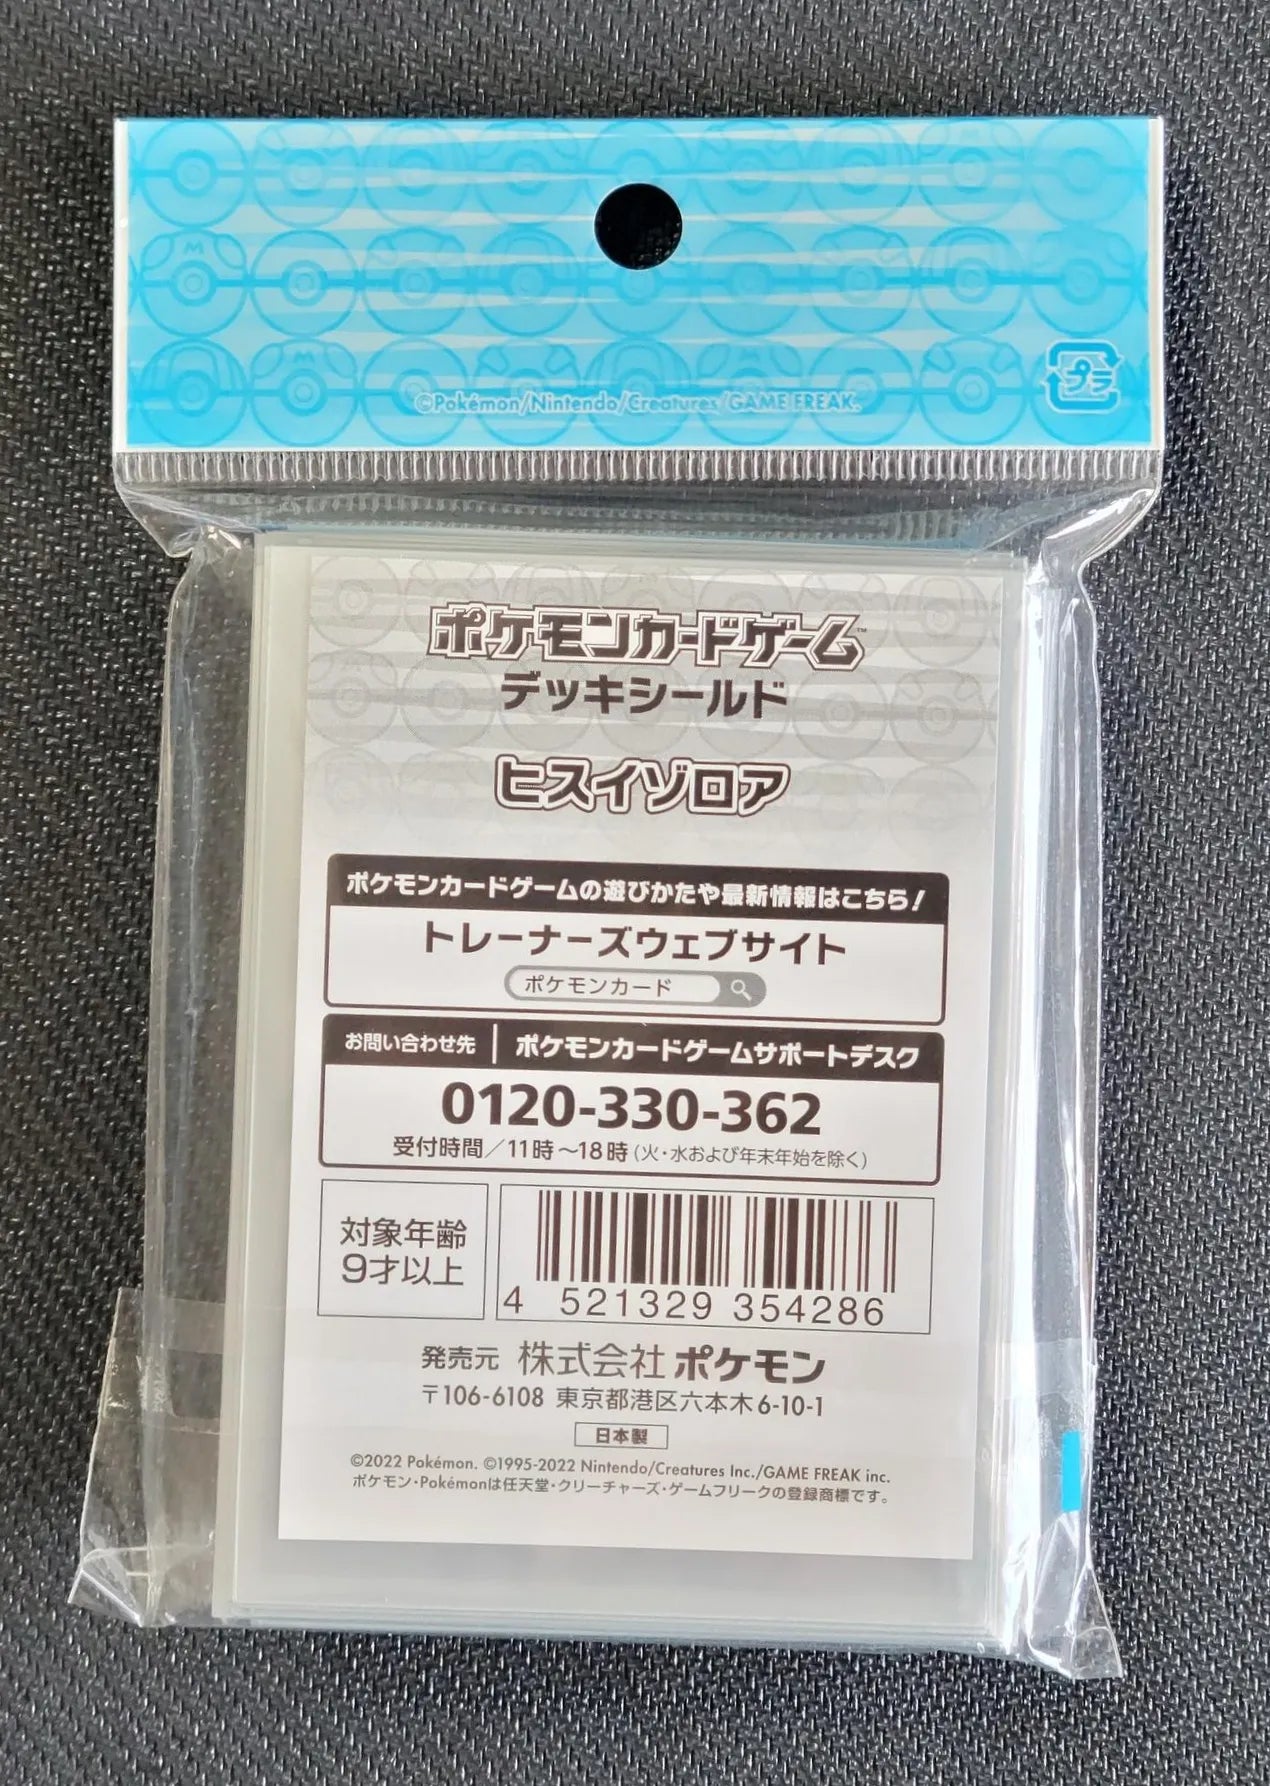 ©Pokémon/Nintendo/Creatures/GAME FREAK.
プラ
ポケモンカードゲーム™
デッキシールド
ヒスイゾロア
ポケモンカードゲームの遊びかたや最新情報はこちら!
トレーナーズウェブサイト
ポケモンカード
お問い合わせ先 | ポケモンカードゲームサポートデスク
0120-330-362
受付時間/11時~18時(火・水および年末年始を除く)
対象年齢
9才以上
4 521329 354286
発売元 株式会社ポケモン
〒106-6108 東京都港区六本木6-10-1
日本製
©2022 Pokémon. ©1995-2022 Nintendo/Creatures Inc./GAME FREAK inc.
ポケモン・Pokémonは任天堂・クリーチャーズ・ゲームフリークの登録商標です。